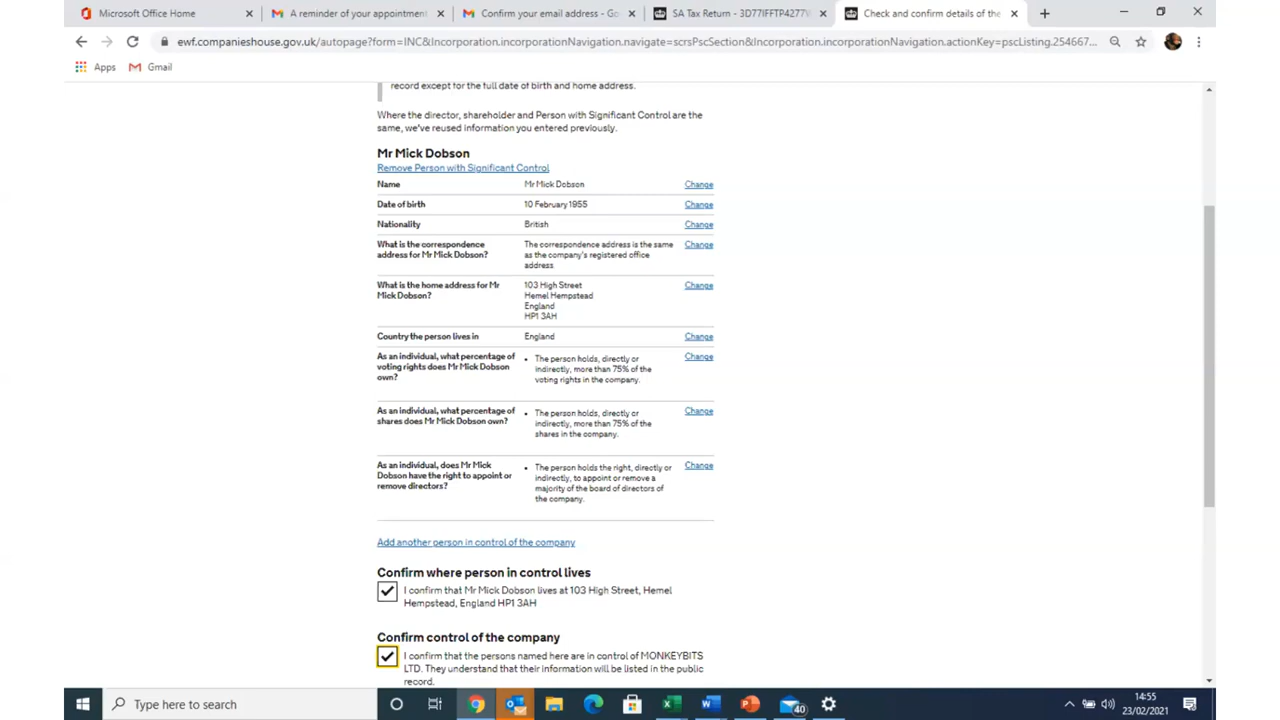 Microsoft Office Home
A reminder of your appointment
Confirm your email address - Go
SA Tax Return - 3D77IFFTP4277
Check and confirm details of the
ewf.companieshouse.gov.uk/autopage?form=INC&Incorporation.incorporationNavigation.navigate=scrsPscSection&Incorporation.incorporationNavigation.actionKey=pscListing.254667...
Apps
Gmail
record except for the full date of birth and home address.
Where the director, shareholder and Person with Significant Control are the
same, we've reused information you entered previously.
Mr Mick Dobson
Remove Person with Significant Control
Name Mr Mick Dobson Change
Date of birth 10 February 1955 Change
Nationality British Change
What is the correspondence
address for Mr Mick Dobson?
The correspondence address is the same
as the company's registered office
address
Change
What is the home address for Mr
Mick Dobson?
103 High Street
Hemel Hempstead
England
HP1 3AH
Change
Country the person lives in England Change
As an individual, what percentage of
voting rights does Mr Mick Dobson
own?
• The person holds, directly or
indirectly, more than 75% of the
voting rights in the company.
Change
As an individual, what percentage of
shares does Mr Mick Dobson own?
• The person holds, directly or
indirectly, more than 75% of the
shares in the company.
Change
As an individual, does Mr Mick
Dobson have the right to appoint or
remove directors?
• The person holds the right, directly or
indirectly, to appoint or remove a
majority of the board of directors of
the company.
Change
Add another person in control of the company
Confirm where person in control lives
I confirm that Mr Mick Dobson lives at 103 High Street, Hemel
Hempstead, England HP1 3AH
Confirm control of the company
I confirm that the persons named here are in control of MONKEYBITS
LTD. They understand that their information will be listed in the public
record.
Type here to search
40
14:55
23/02/2021